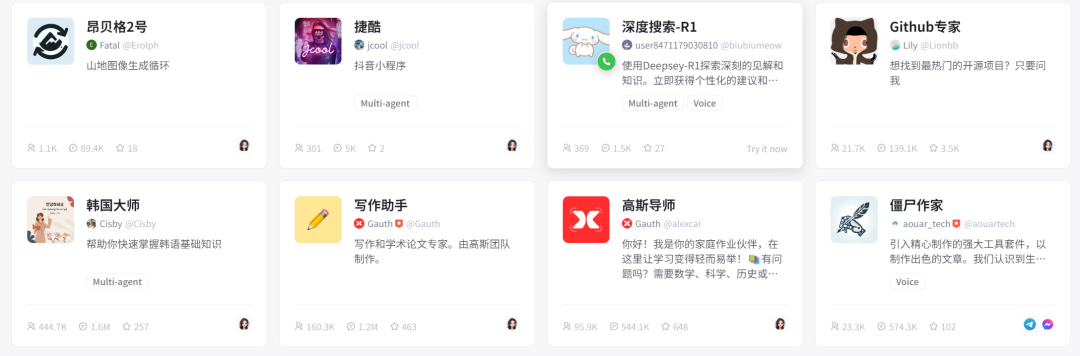 昂贝格2号
Fatal @Erolph
山地图像生成循环
1.1K 89.4K 18
捷酷
Jcool
jcool @jcool
抖音小程序
Multi-agent
301 5K 2
深度搜索-R1
user8471179030810 @biubiumeow
使用Deepsey-R1探索深刻的见解和
知识。立即获得个性化的建议和…
Multi-agent Voice
369 1.5K 27 Try it now
Github专家
Lily @Lionbb
想找到最热门的开源项目？只要问
我
21.7K 139.1K 3.5K
韩国大师
Cisby @Cisby
帮助你快速掌握韩语基础知识
Multi-agent
444.7K 1.6M 257
写作助手
Gauth @Gauth
写作和学术论文专家。由高斯团队
制作。
160.3K 1.2M 463
高斯导师
Gauth @alexcai
你好！我是你的家庭作业伙伴，在
这里让学习变得轻而易举！📚有问
题吗？需要数学、科学、历史或…
95.9K 544.1K 648
僵尸作家
aouar_tech @aouartech
引入精心制作的强大工具套件，以
制作出色的文章。我们认识到生…
Voice
23.3K 574.3K 102